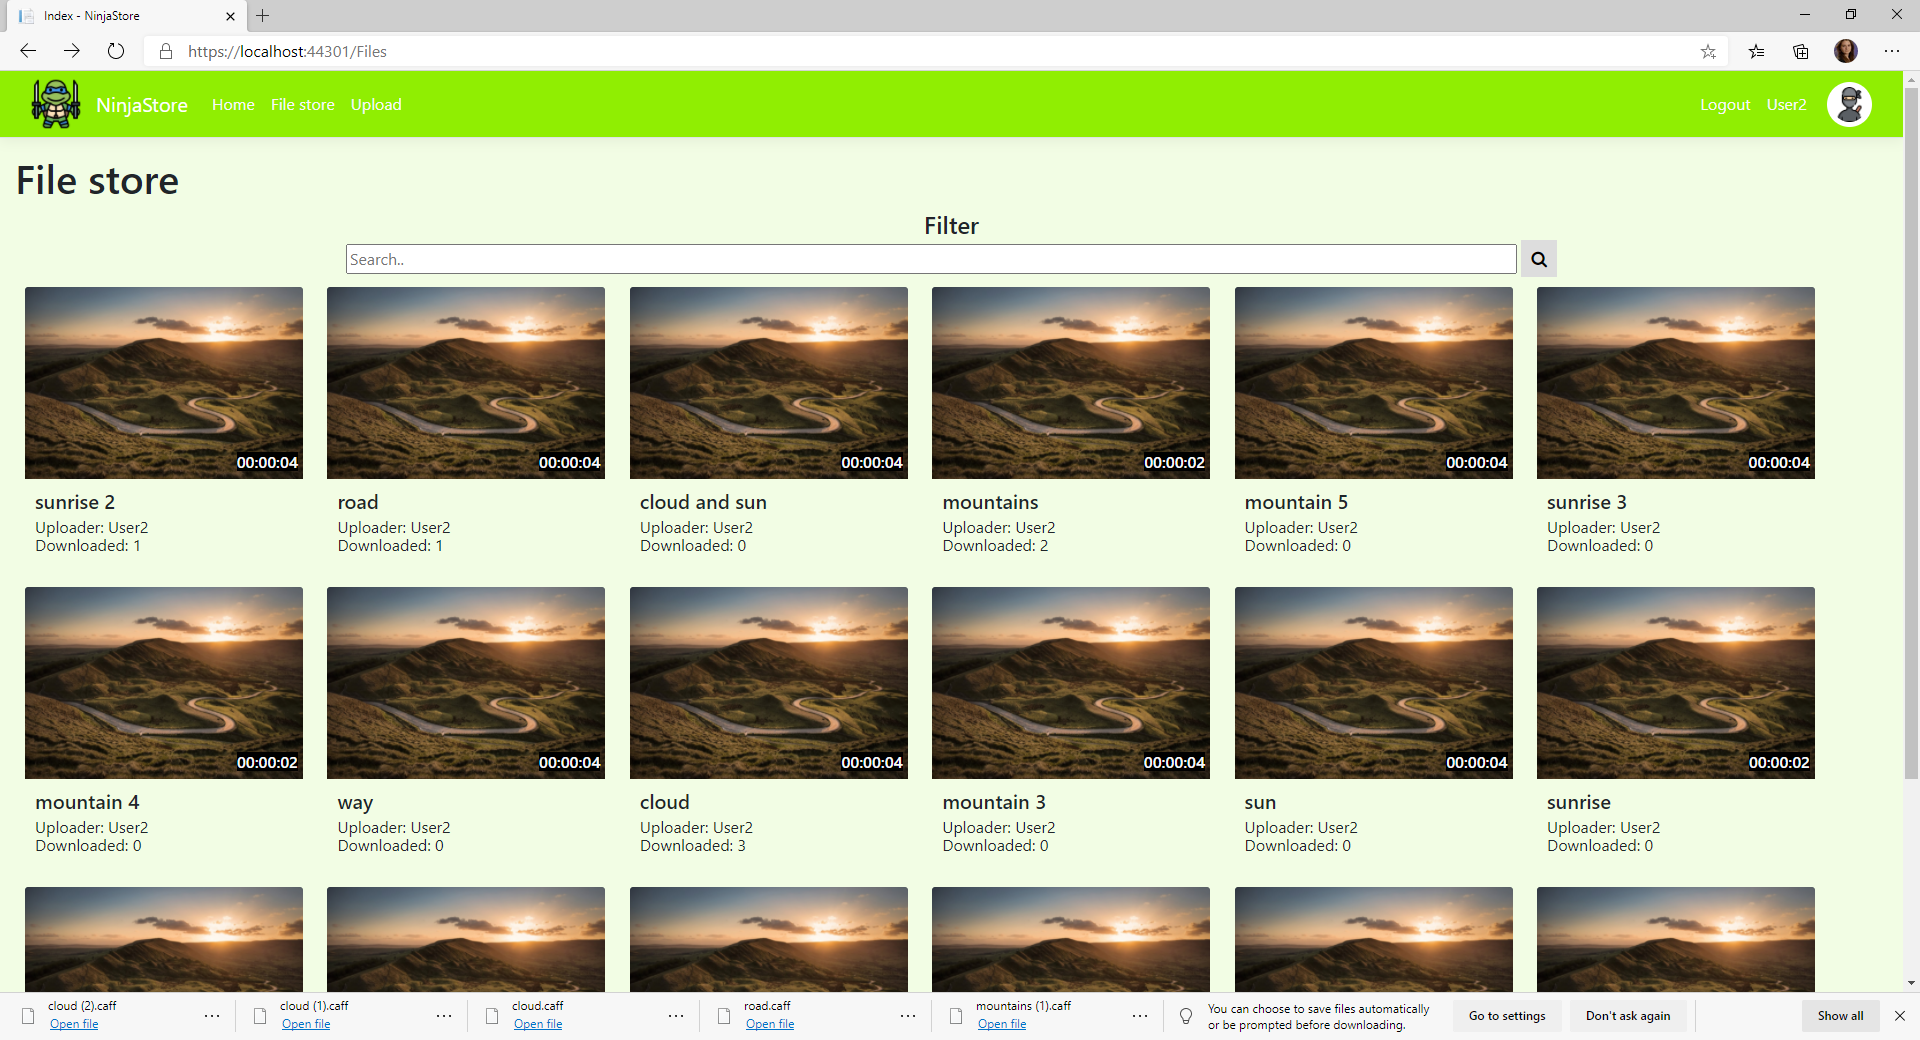 Index - NinjaStore
https://localhost:44301/Files
NinjaStore Home File store Upload Logout User2
File store
Filter
Search..
00:00:04 00:00:04 00:00:04 00:00:02 00:00:04 00:00:04
sunrise 2 road cloud and sun mountains mountain 5 sunrise 3
Uploader: User2 Uploader: User2 Uploader: User2 Uploader: User2 Uploader: User2 Uploader: User2
Downloaded: 1 Downloaded: 1 Downloaded: 0 Downloaded: 2 Downloaded: 0 Downloaded: 0
00:00:02 00:00:04 00:00:04 00:00:04 00:00:04 00:00:02
mountain 4 way cloud mountain 3 sun sunrise
Uploader: User2 Uploader: User2 Uploader: User2 Uploader: User2 Uploader: User2 Uploader: User2
Downloaded: 0 Downloaded: 0 Downloaded: 3 Downloaded: 0 Downloaded: 0 Downloaded: 0
cloud (2).caff
Open file
cloud (1).caff
Open file
cloud.caff
Open file
road.caff
Open file
mountains (1).caff
Open file
You can choose to save files automatically
or be prompted before downloading.
Go to settings
Don't ask again
Show all